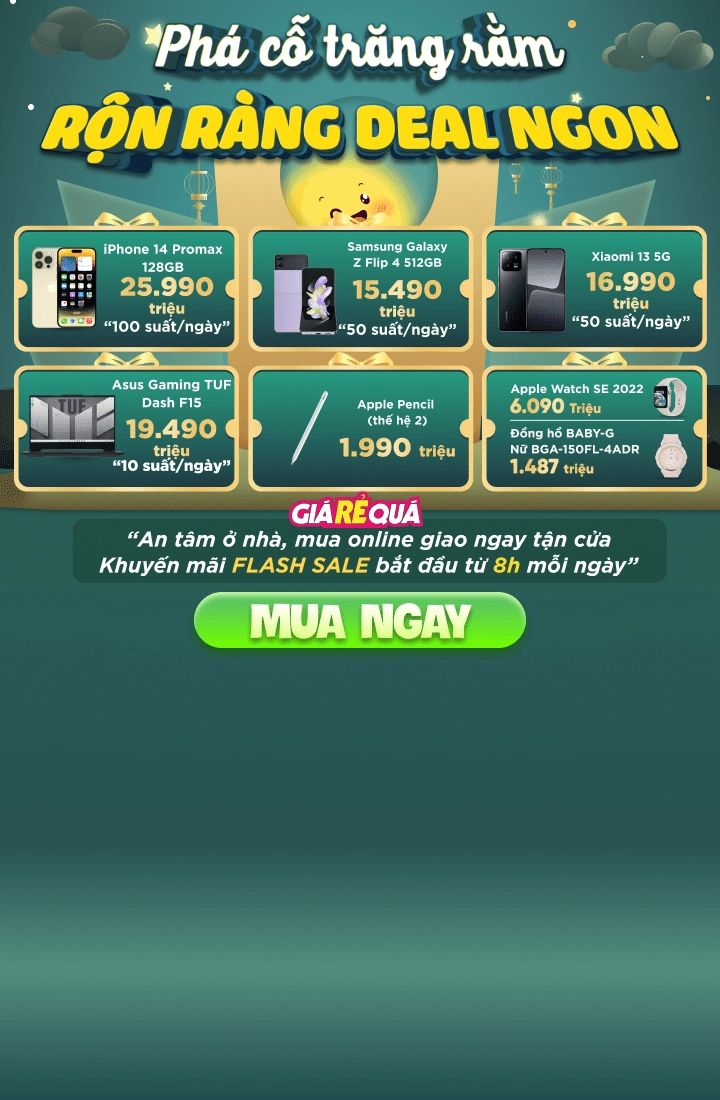 Phá cỗ trăng rằm
RỘN RÀNG DEAL NGON
iPhone 14 Promax
128GB
25.990
triệu
“100 suất/ngày”
Samsung Galaxy
Z Flip 4 512GB
15.490
triệu
“50 suất/ngày”
Xiaomi 13 5G
16.990
triệu
“50 suất/ngày”
Asus Gaming TUF
Dash F15
TUF
19.490
triệu
“10 suất/ngày”
Apple Pencil
(thế hệ 2)
1.990 triệu
Apple Watch SE 2022
6.090 Triệu
Đồng hồ BABY-G
Nữ BGA-150FL-4ADR
1.487 triệu
GIÁ RẺ QUÁ
“An tâm ở nhà, mua online giao ngay tận cửa
Khuyến mãi FLASH SALE bắt đầu từ 8h mỗi ngày”
MUA NGAY